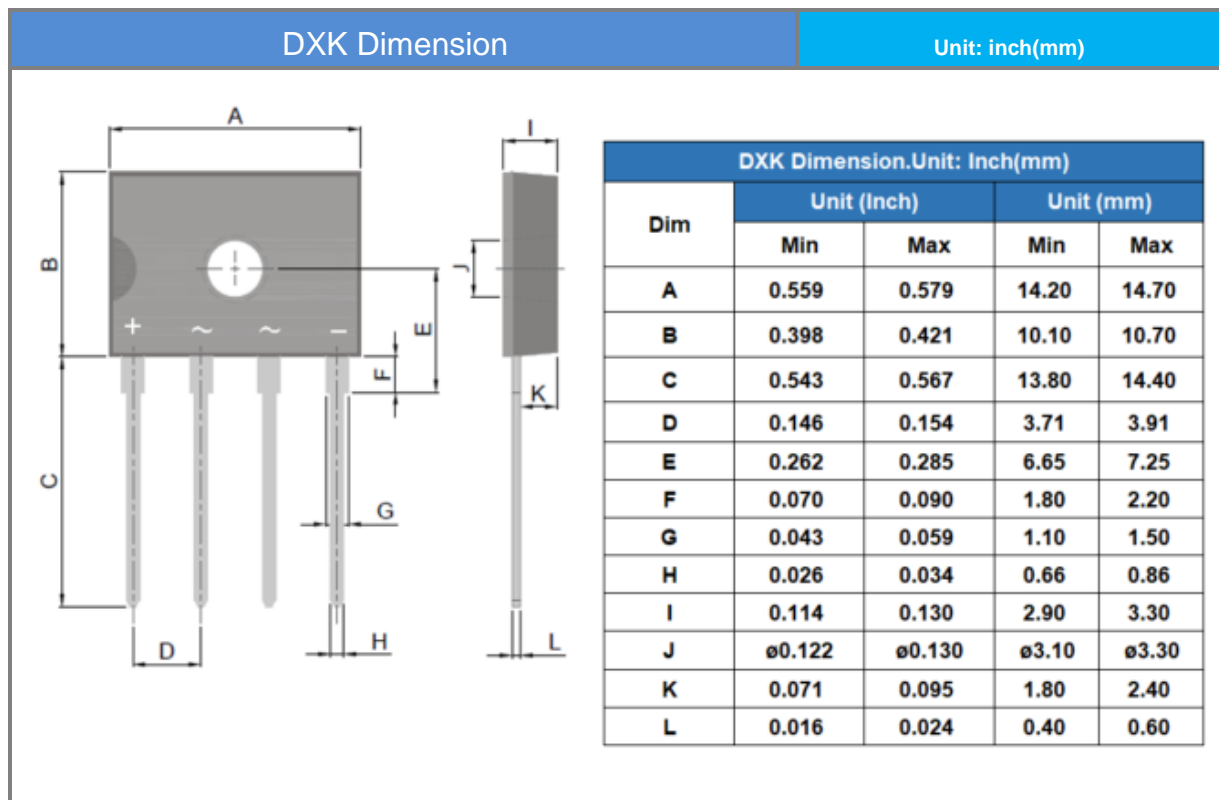 DXK Dimension
Unit: inch(mm)
A
B
C
D
E
F
G
H
+ ~ ~ −
I
J
K
L
DXK Dimension.Unit: Inch(mm)
Dim Unit (Inch) Unit (mm)
Min Max Min Max
A 0.559 0.579 14.20 14.70
B 0.398 0.421 10.10 10.70
C 0.543 0.567 13.80 14.40
D 0.146 0.154 3.71 3.91
E 0.262 0.285 6.65 7.25
F 0.070 0.090 1.80 2.20
G 0.043 0.059 1.10 1.50
H 0.026 0.034 0.66 0.86
I 0.114 0.130 2.90 3.30
J ø0.122 ø0.130 ø3.10 ø3.30
K 0.071 0.095 1.80 2.40
L 0.016 0.024 0.40 0.60